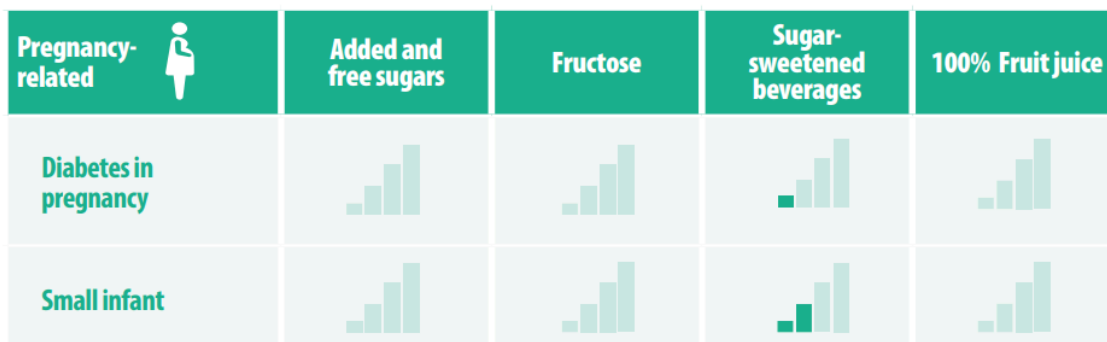 Pregnancy-
related
Added and
free sugars
Fructose
Sugar-
sweetened
beverages
100% Fruit juice
Diabetes in
pregnancy
Small infant